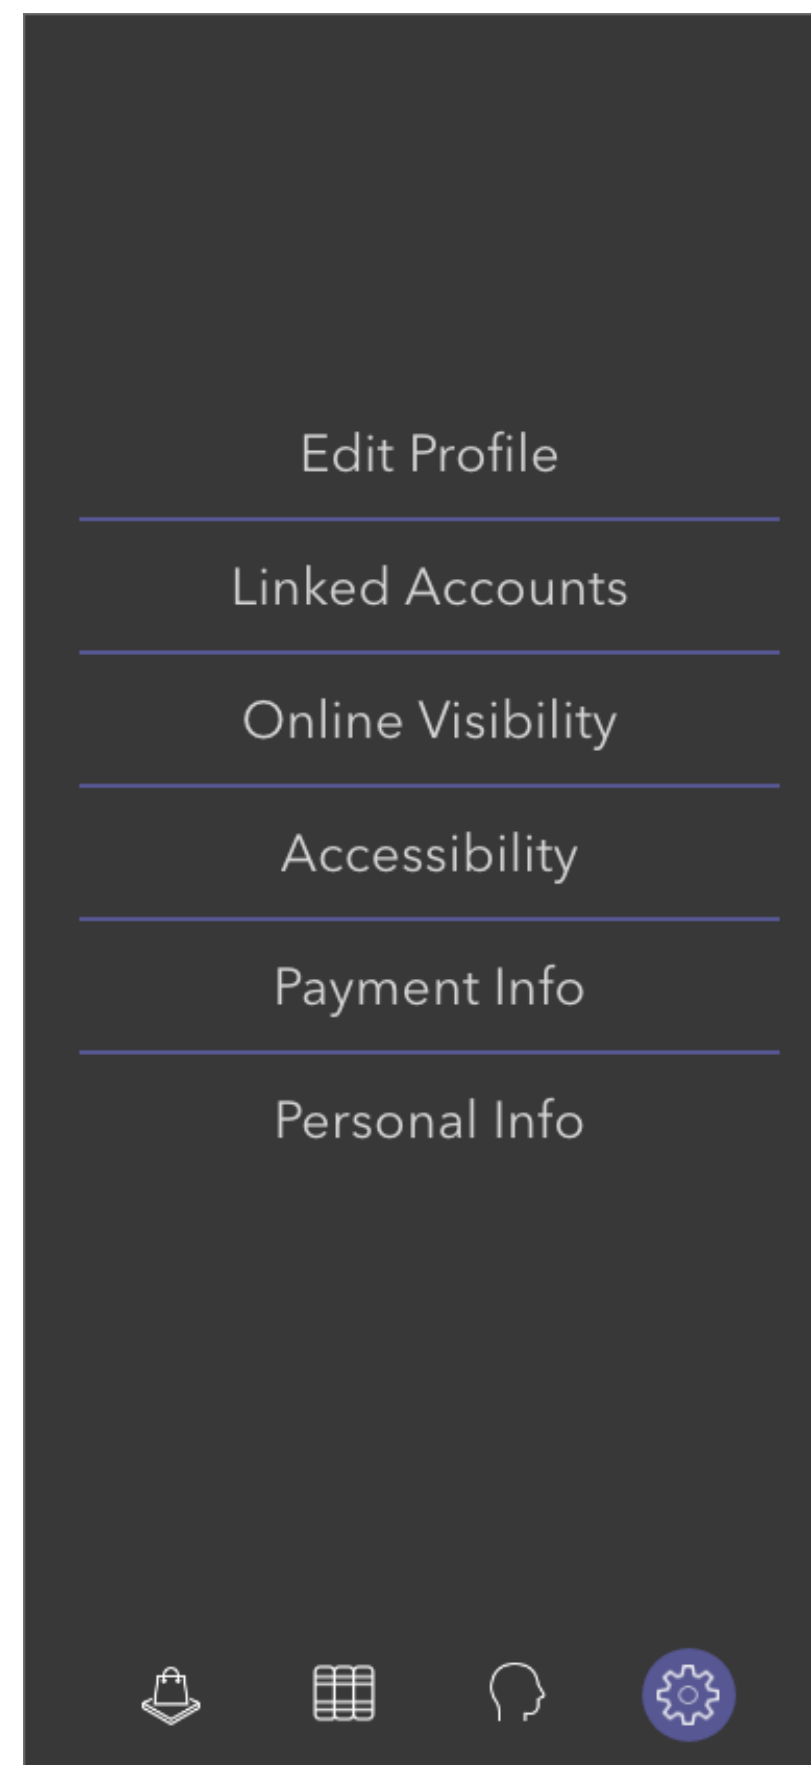 Edit Profile
Linked Accounts
Online Visibility
Accessibility
Payment Info
Personal Info